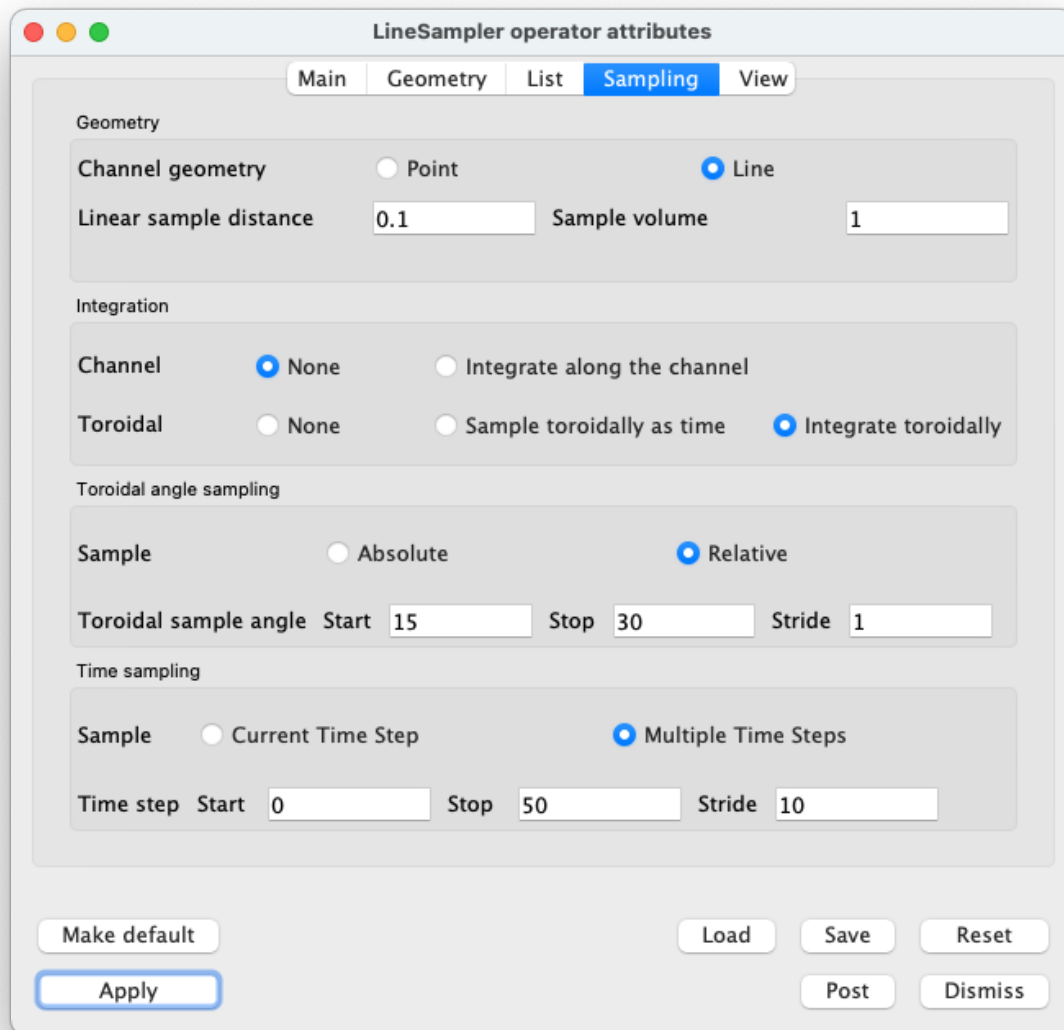 LineSampler operator attributes
Main Geometry List Sampling View
Geometry
Channel geometry Point Line
Linear sample distance 0.1 Sample volume 1
Integration
Channel None Integrate along the channel
Toroidal None Sample toroidally as time Integrate toroidally
Toroidal angle sampling
Sample Absolute Relative
Toroidal sample angle Start 15 Stop 30 Stride 1
Time sampling
Sample Current Time Step Multiple Time Steps
Time step Start 0 Stop 50 Stride 10
Make default Load Save Reset
Apply Post Dismiss